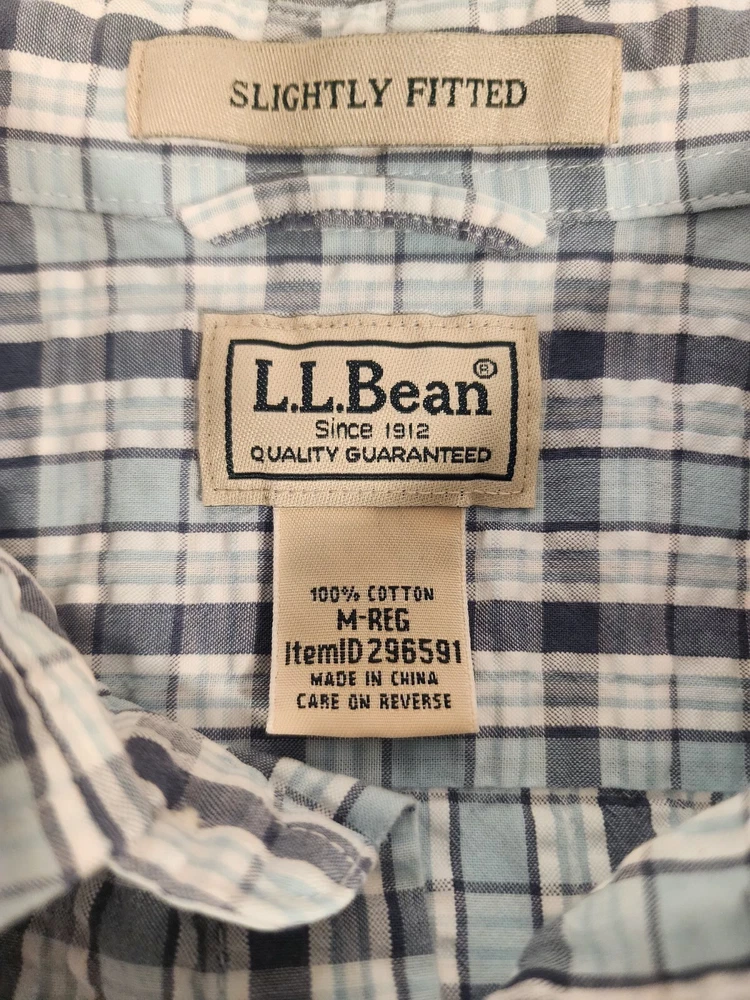 SLIGHTLY FITTED
L.L.Bean®
Since 1912
QUALITY GUARANTEED
100% COTTON
M-REG
ItemID 296591
MADE IN CHINA
CARE ON REVERSE